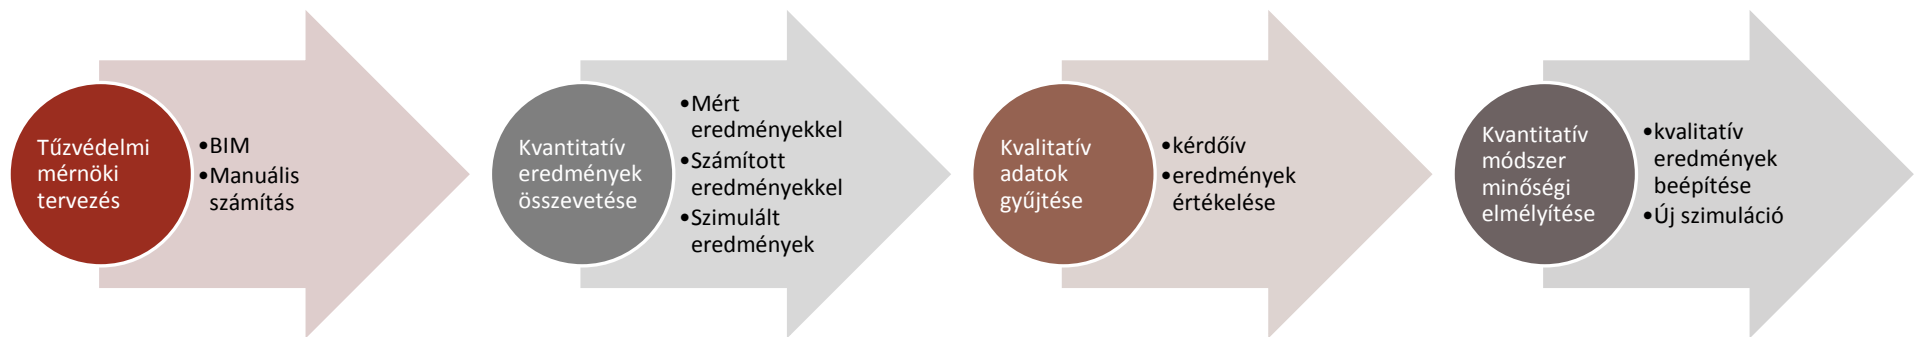 Tűzvédelmi
mérnöki
tervezés
•BIM
•Manuális
számítás
Kvantitatív
eredmények
összevetése
•Mért
eredményekkel
•Számított
eredményekkel
•Szimulált
eredmények
Kvalitatív
adatok
gyűjtése
•kérdőív
•eredmények
értékelése
Kvantitatív
módszer
minőségi
elmélyítése
•kvalitatív
eredmények
beépítése
•Új szimuláció